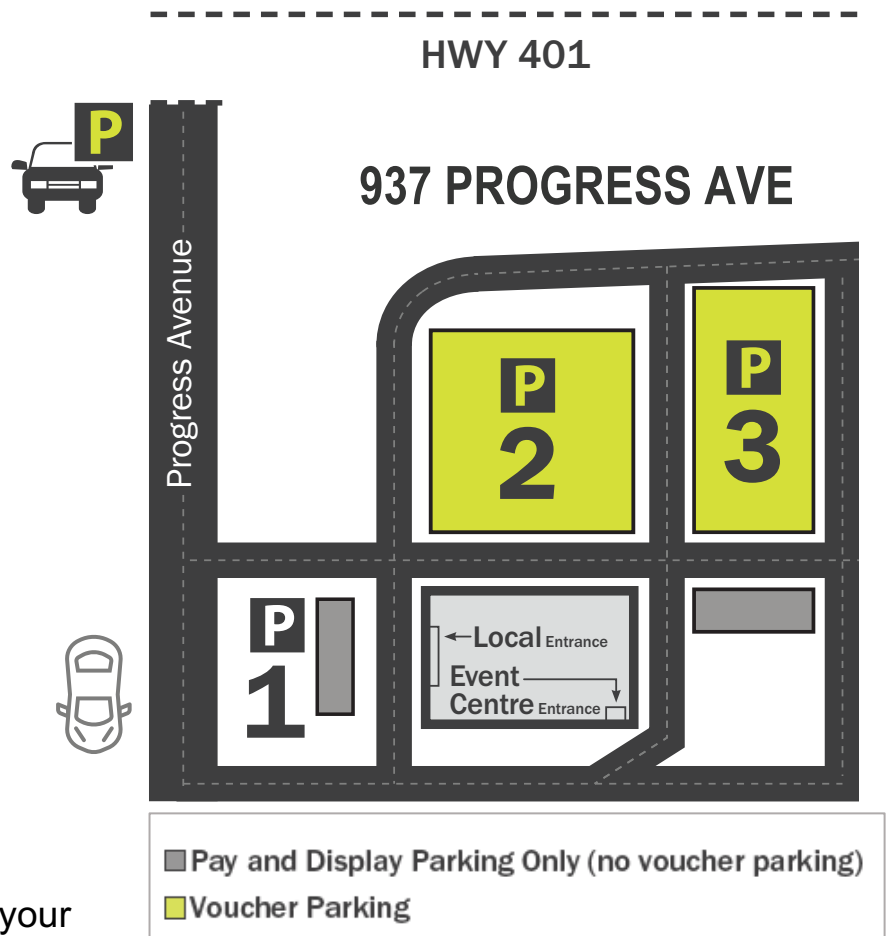 HWY 401
P
937 PROGRESS AVE
Progress Avenue
P
2
P
3
P
1
Local Entrance
Event
Centre Entrance
Pay and Display Parking Only (no voucher parking)
Voucher Parking
your